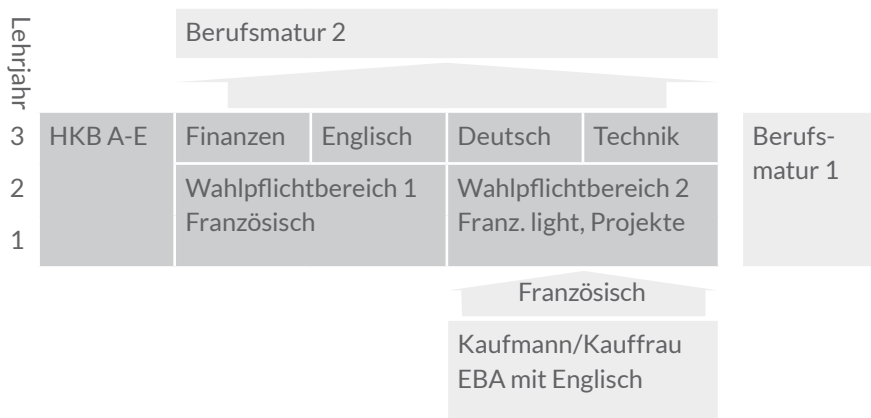 Lehrjahr
Berufsmatur 2
3
HKB A-E
Finanzen
Englisch
Deutsch
Technik
Berufs-
matur 1
2
Wahlpflichtbereich 1
Französisch
Wahlpflichtbereich 2
Franz. light, Projekte
1
Französisch
Kaufmann/Kauffrau
EBA mit Englisch